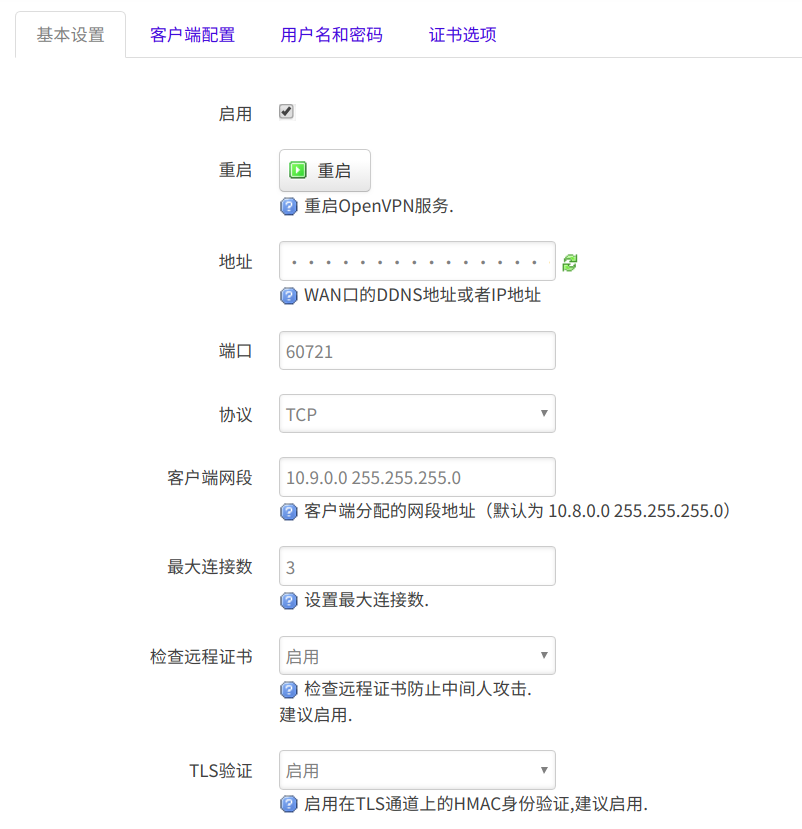 基本设置 客户端配置 用户名和密码 证书选项
启用
重启 重启
重启OpenVPN服务.
地址
WAN口的DDNS地址或者IP地址
端口 60721
协议 TCP
客户端网段 10.9.0.0 255.255.255.0
客户端分配的网段地址（默认为 10.8.0.0 255.255.255.0）
最大连接数 3
设置最大连接数.
检查远程证书 启用
检查远程证书防止中间人攻击.
建议启用.
TLS验证 启用
启用在TLS通道上的HMAC身份验证,建议启用.